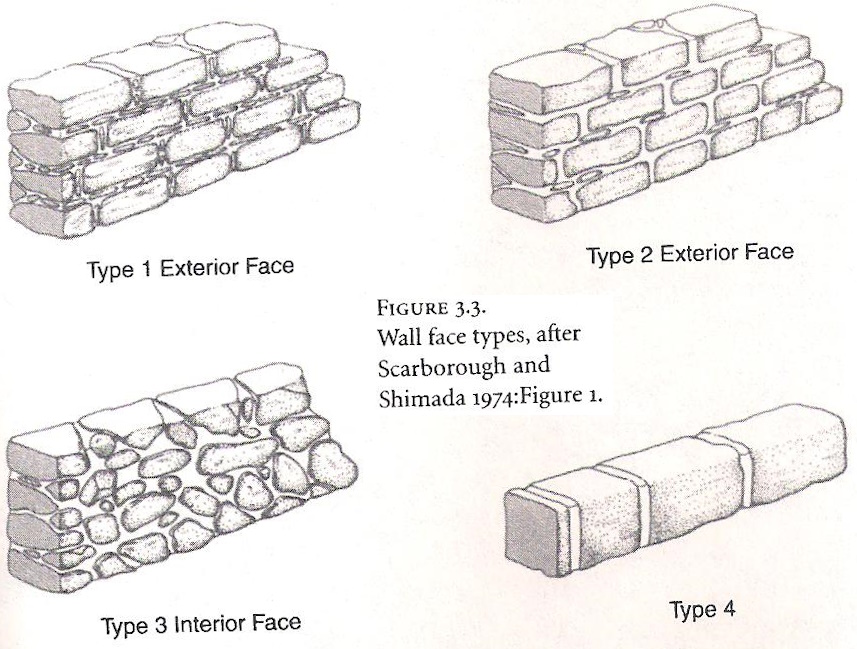 Type 1 Exterior Face
Type 2 Exterior Face
FIGURE 3.3.
Wall face types, after
Scarborough and
Shimada 1974:Figure 1.
Type 3 Interior Face
Type 4